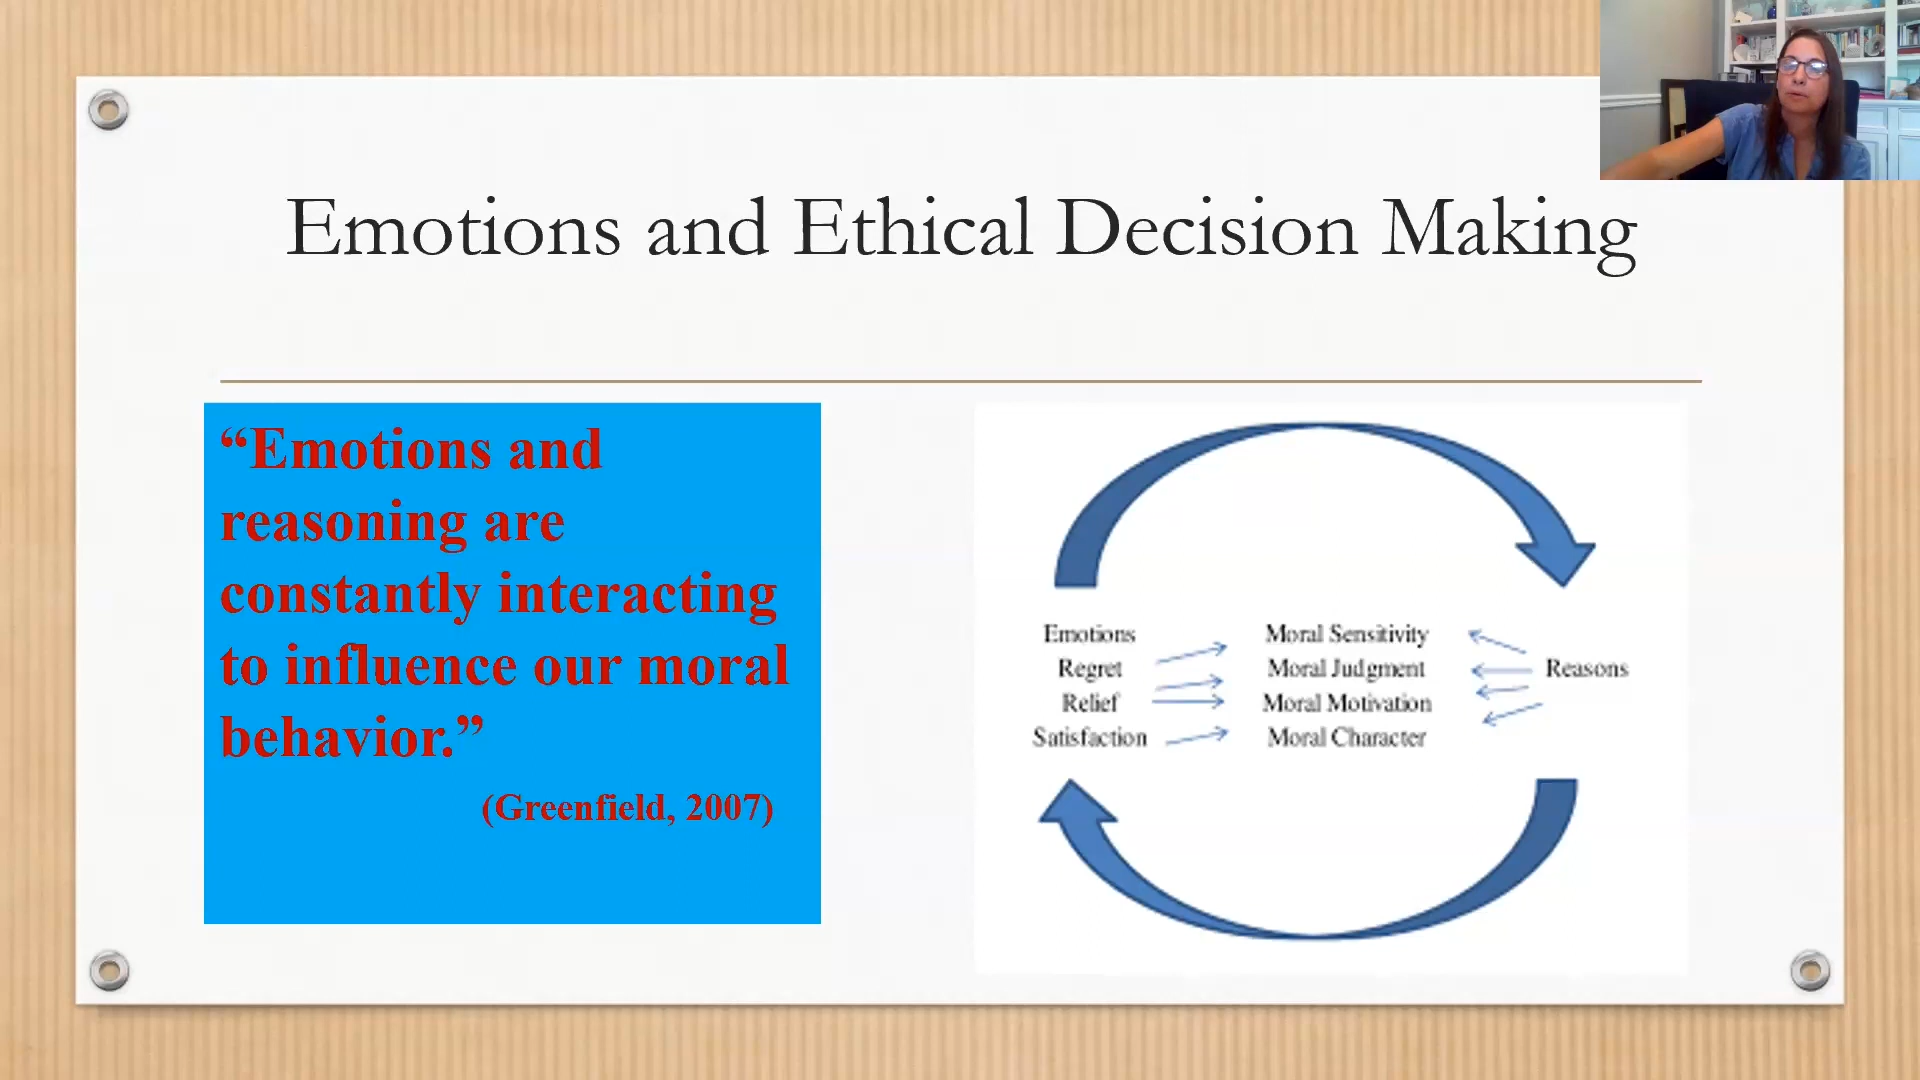 Emotions and Ethical Decision Making
“Emotions and
reasoning are
constantly interacting
to influence our moral
behavior.”
(Greenfield, 2007)
Emotions
Regret
Relief
Satisfaction
Moral Sensitivity
Moral Judgment
Moral Motivation
Moral Character
Reasons